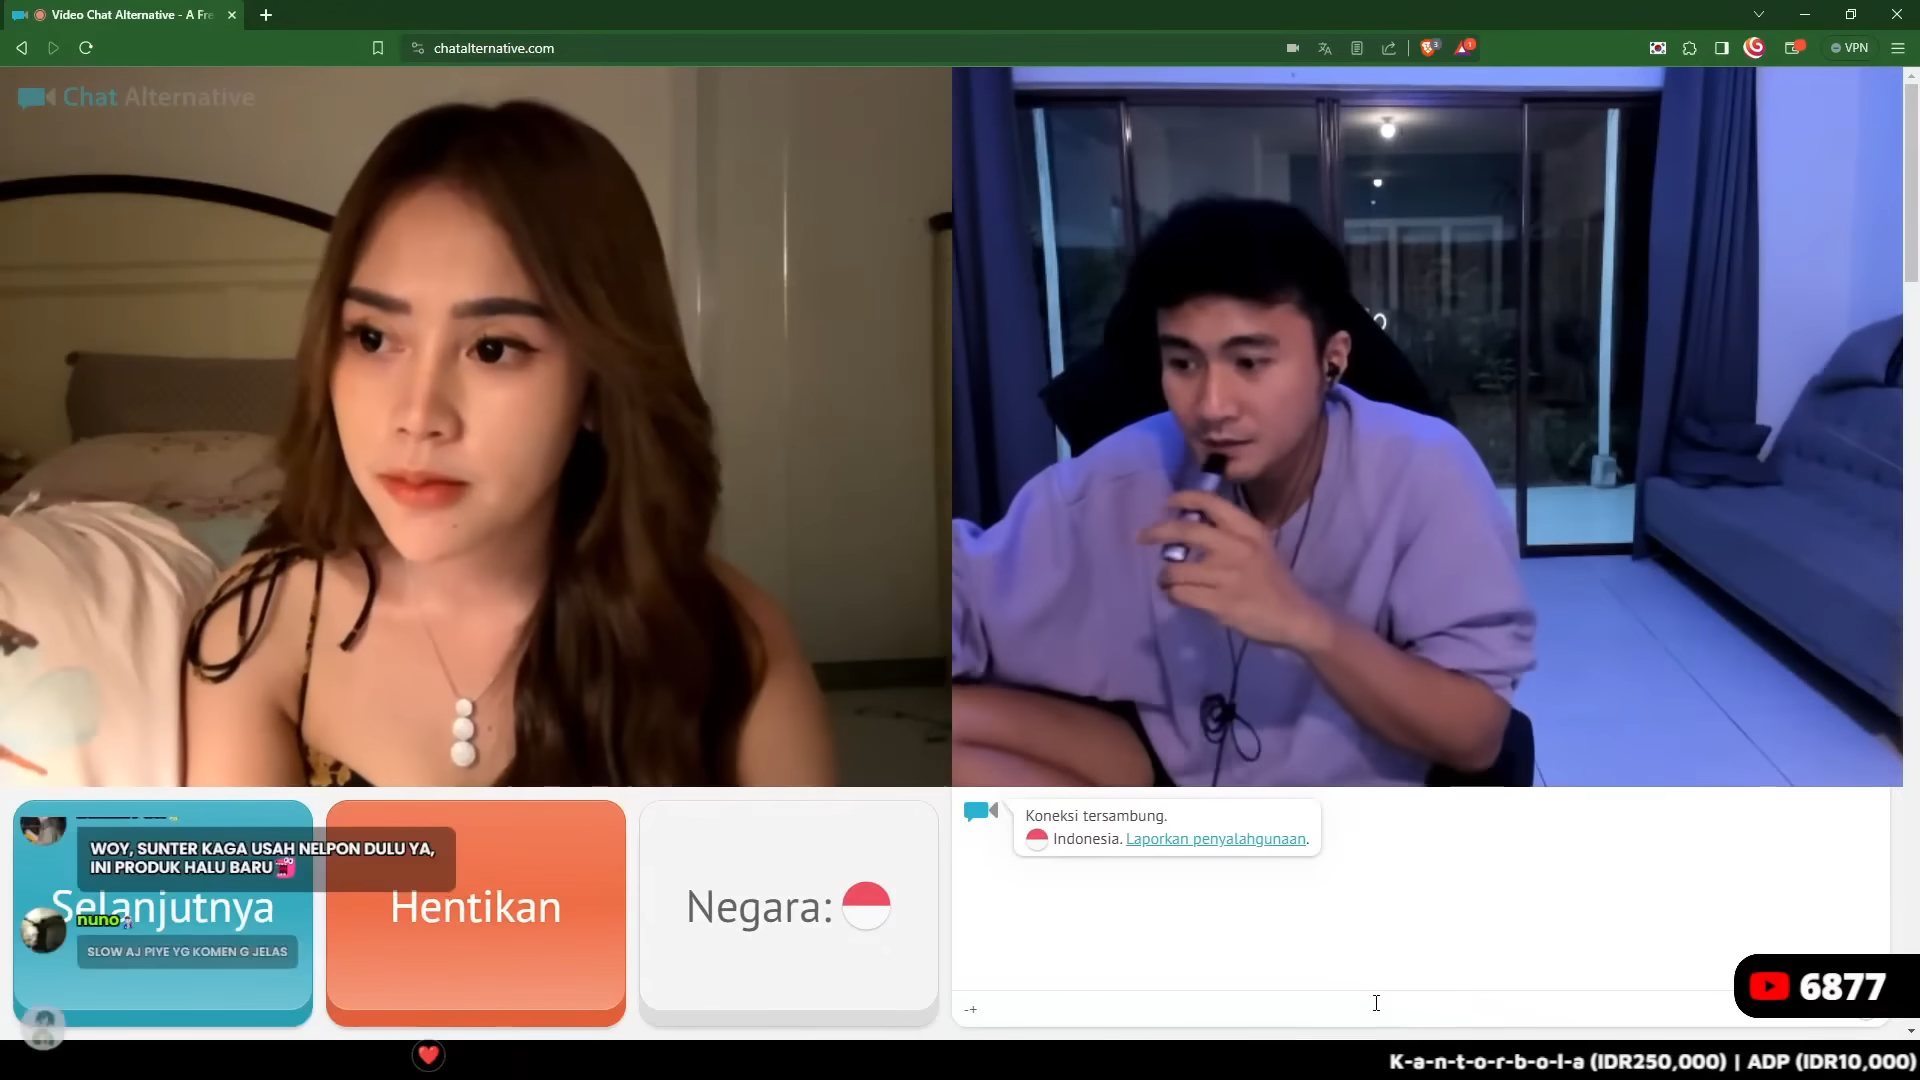 Video Chat Alternative - A Fre
chatalternative.com
3
1
VPN
Chat Alternative
Koneksi tersambung.
Indonesia. Laporkan penyalahgunaan.
WOY, SUNTER KAGA USAH NELPON DULU YA,
INI PRODUK HALU BARU
Selanjutnya
Hentikan
Negara:
nuno
SLOW AJ PIYE YG KOMEN G JELAS
-+
6877
K-a-n-t-o-r-b-o-l-a (IDR250,000) | ADP (IDR10,000)